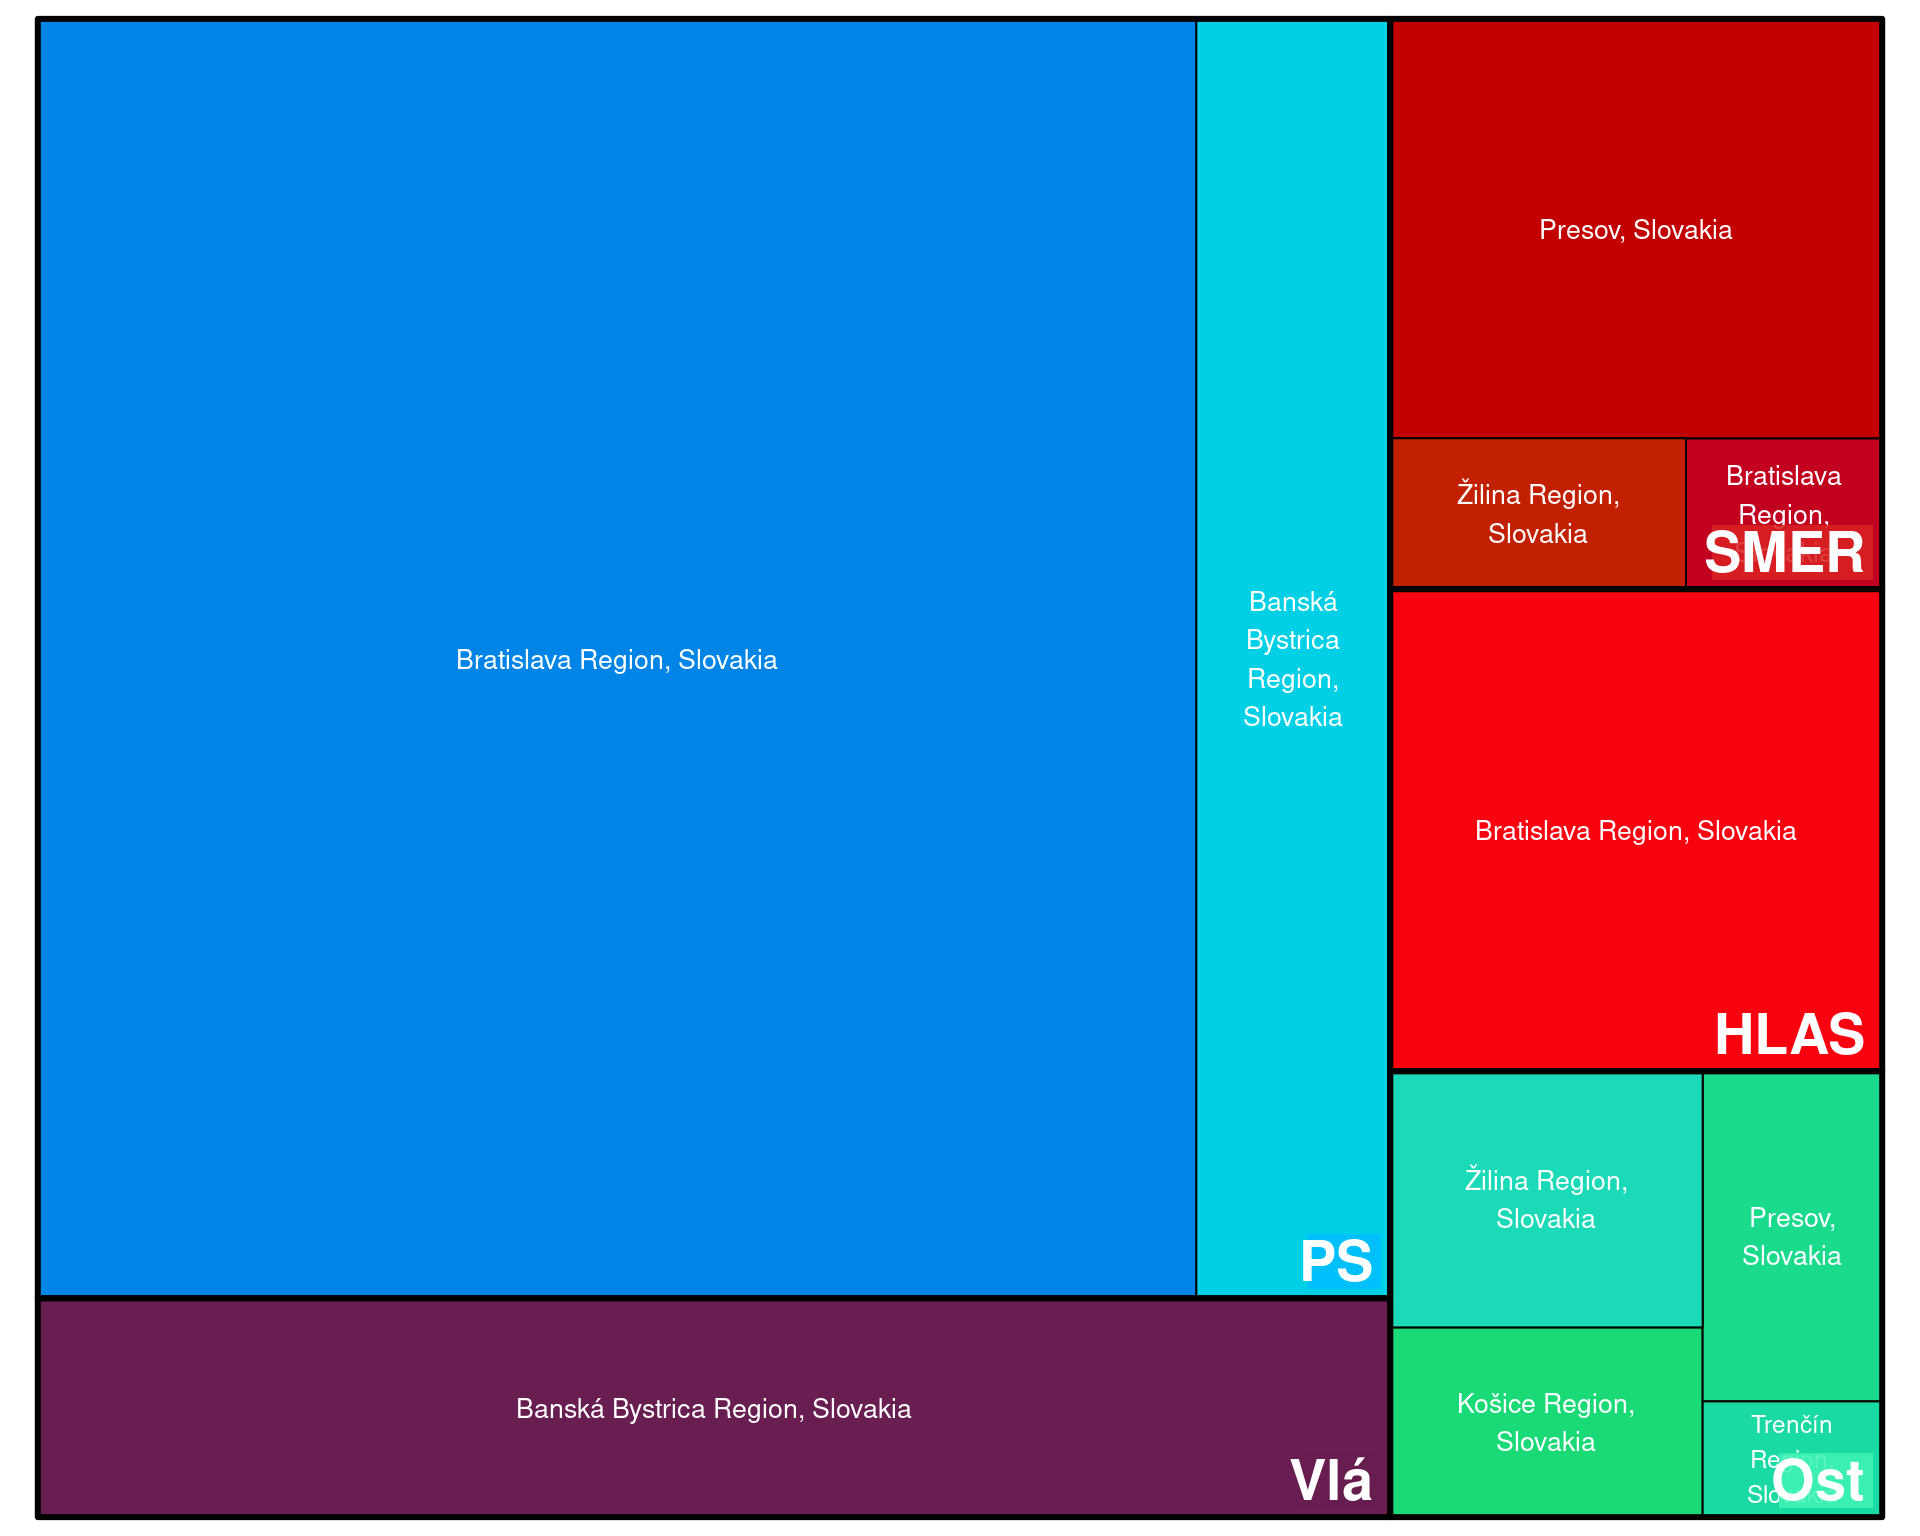 Bratislava Region, Slovakia
Banská
Bystrica
Region,
Slovakia
PS
Banská Bystrica Region, Slovakia
Vlá
Presov, Slovakia
Žilina Region,
Slovakia
Bratislava
Region,
SMER
Bratislava Region, Slovakia
HLAS
Žilina Region,
Slovakia
Presov,
Slovakia
Košice Region,
Slovakia
Trenčín
Ost